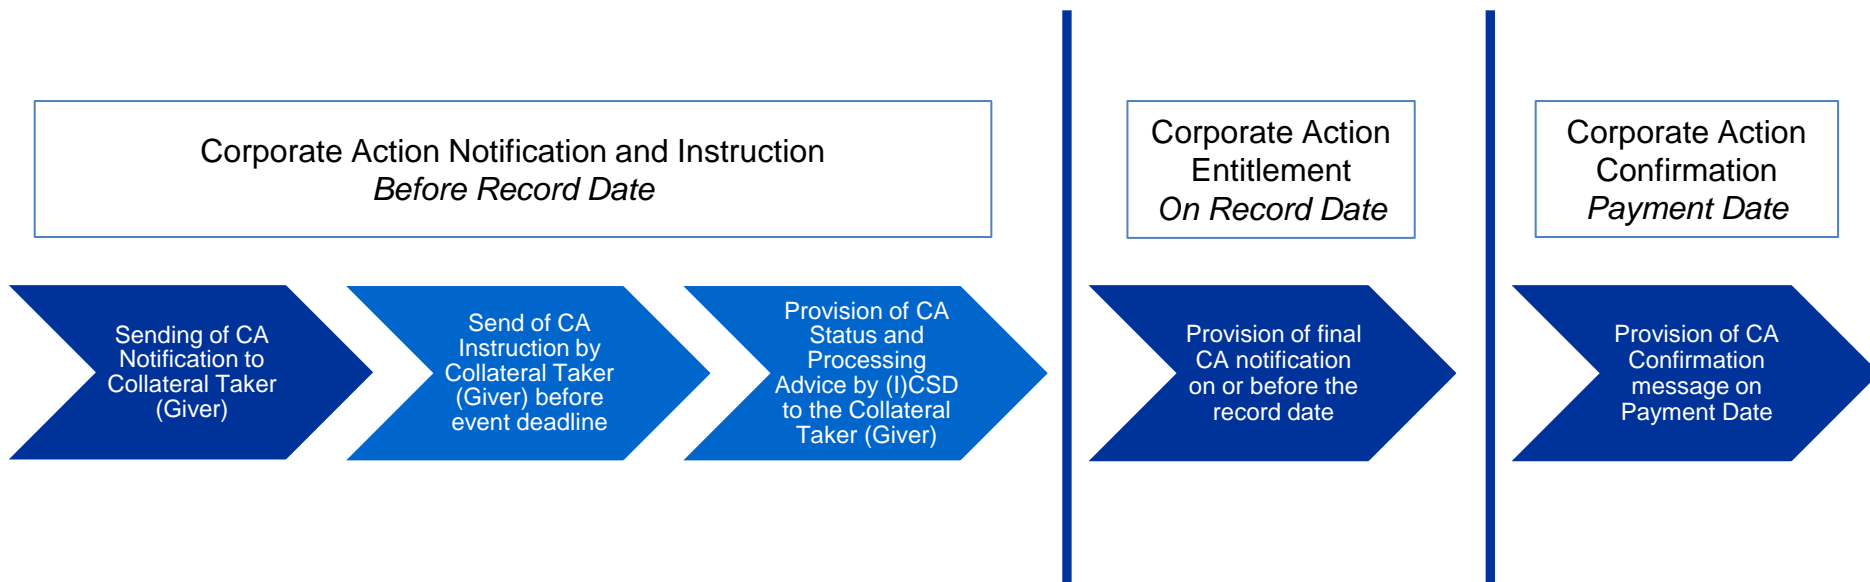 Corporate Action Notification and Instruction
Before Record Date
Corporate Action
Entitlement
On Record Date
Corporate Action
Confirmation
Payment Date
Sending of CA
Notification to
Collateral Taker
(Giver)
Send of CA
Instruction by
Collateral Taker
(Giver) before
event deadline
Provision of CA
Status and
Processing
Advice by (I)CSD
to the Collateral
Taker (Giver)
Provision of final
CA notification
on or before the
record date
Provision of CA
Confirmation
message on
Payment Date